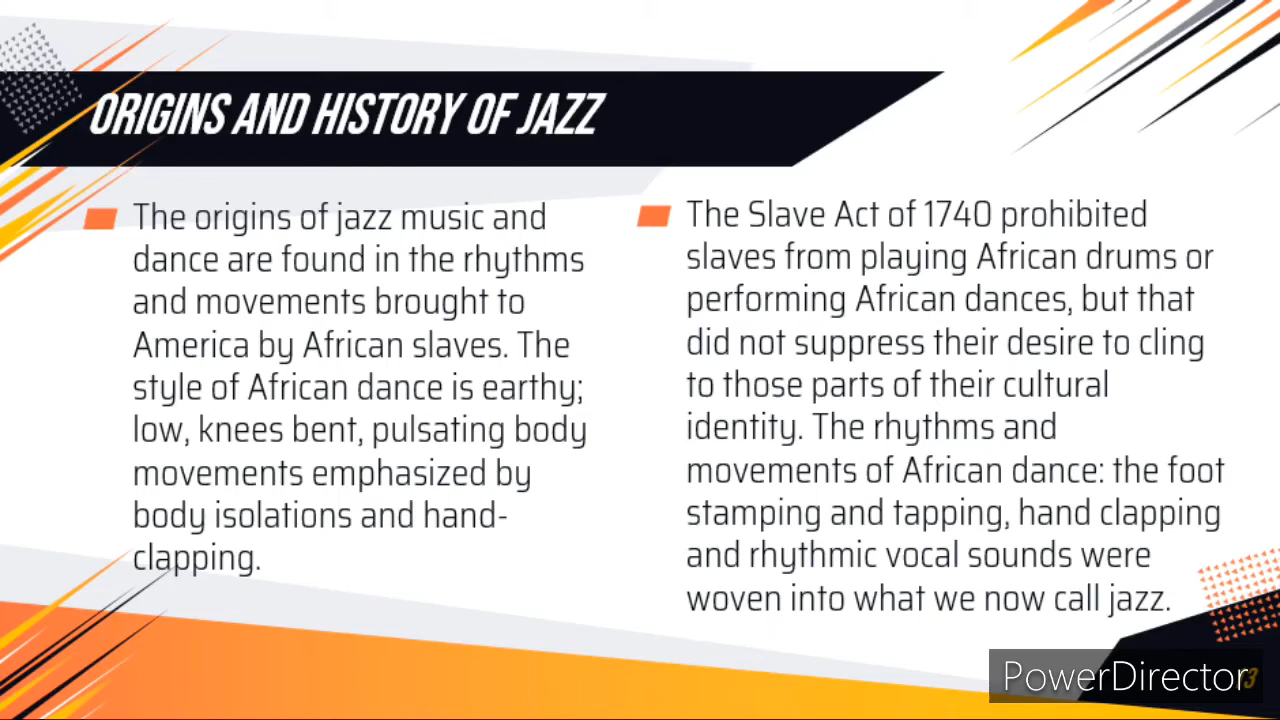 ORIGINS AND HISTORY OF JAZZ
The origins of jazz music and
dance are found in the rhythms
and movements brought to
America by African slaves. The
style of African dance is earthy;
low, knees bent, pulsating body
movements emphasized by
body isolations and hand-
clapping.
The Slave Act of 1740 prohibited
slaves from playing African drums or
performing African dances, but that
did not suppress their desire to cling
to those parts of their cultural
identity. The rhythms and
movements of African dance: the foot
stamping and tapping, hand clapping
and rhythmic vocal sounds were
woven into what we now call jazz.
PowerDirector